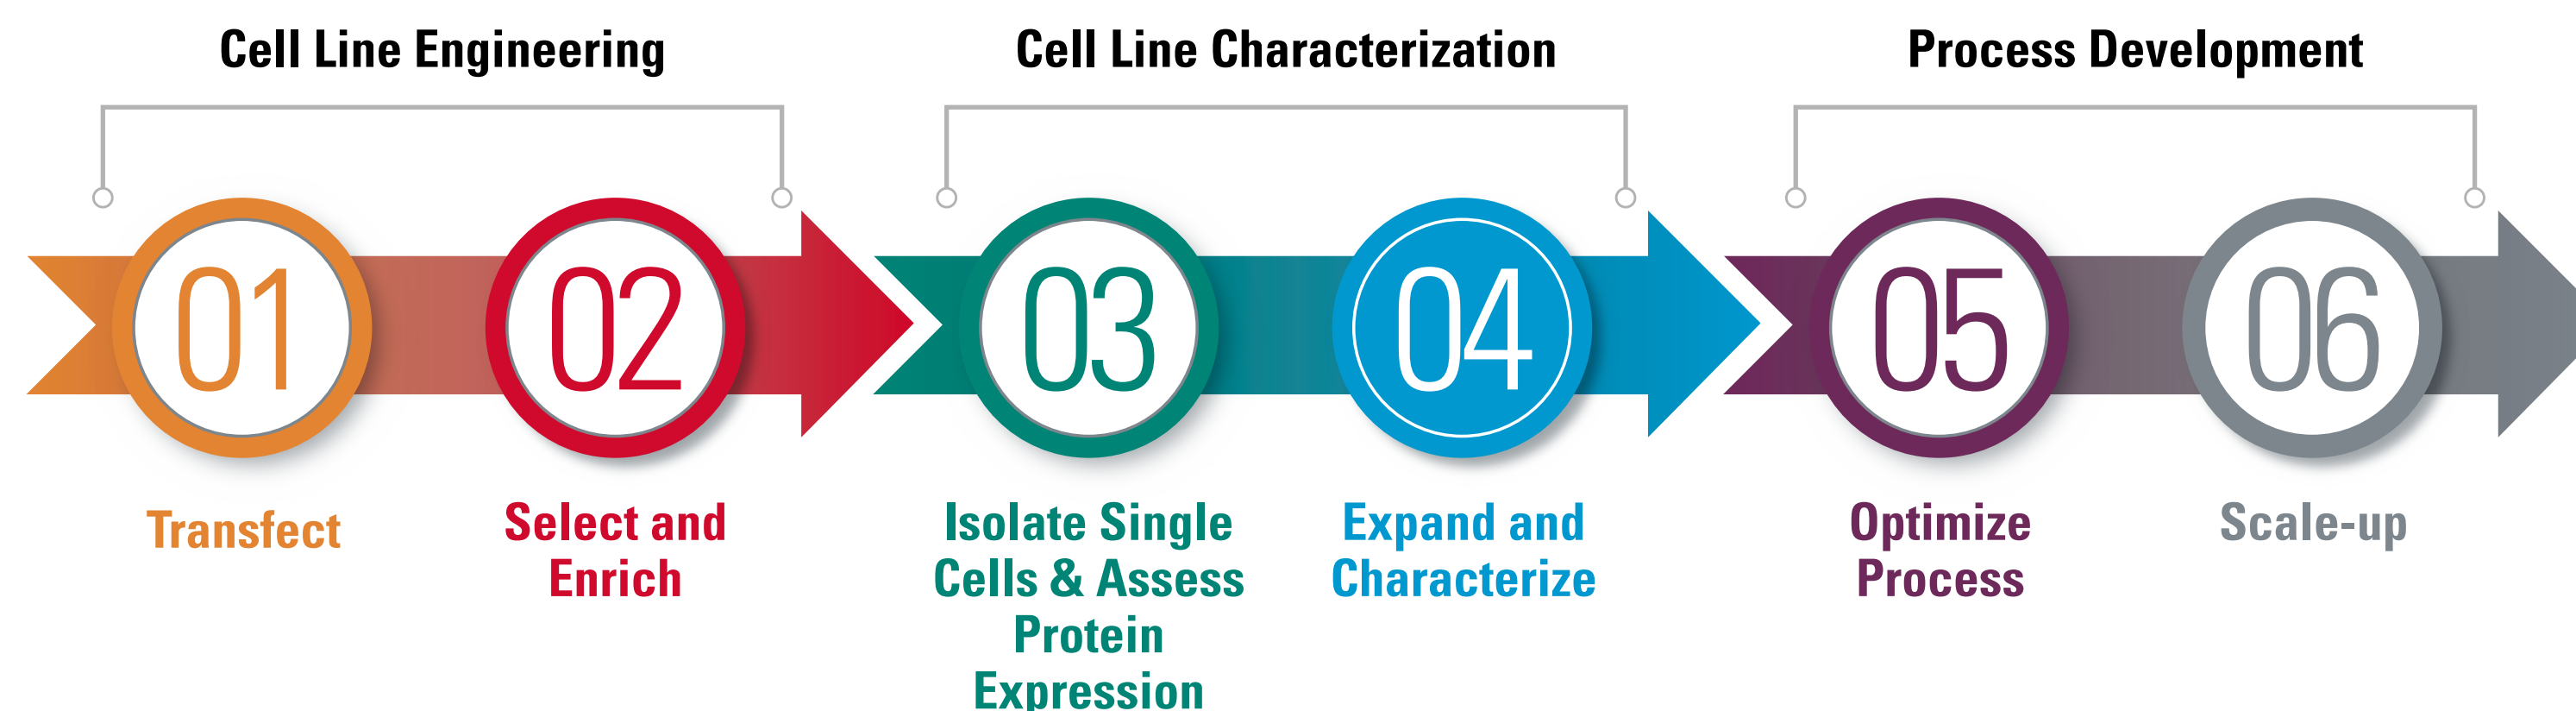 Cell Line Engineering
Cell Line Characterization
Process Development
01
02
03
04
05
06
Transfect
Select and
Enrich
Isolate Single
Cells & Assess
Protein
Expression
Expand and
Characterize
Optimize
Process
Scale-up